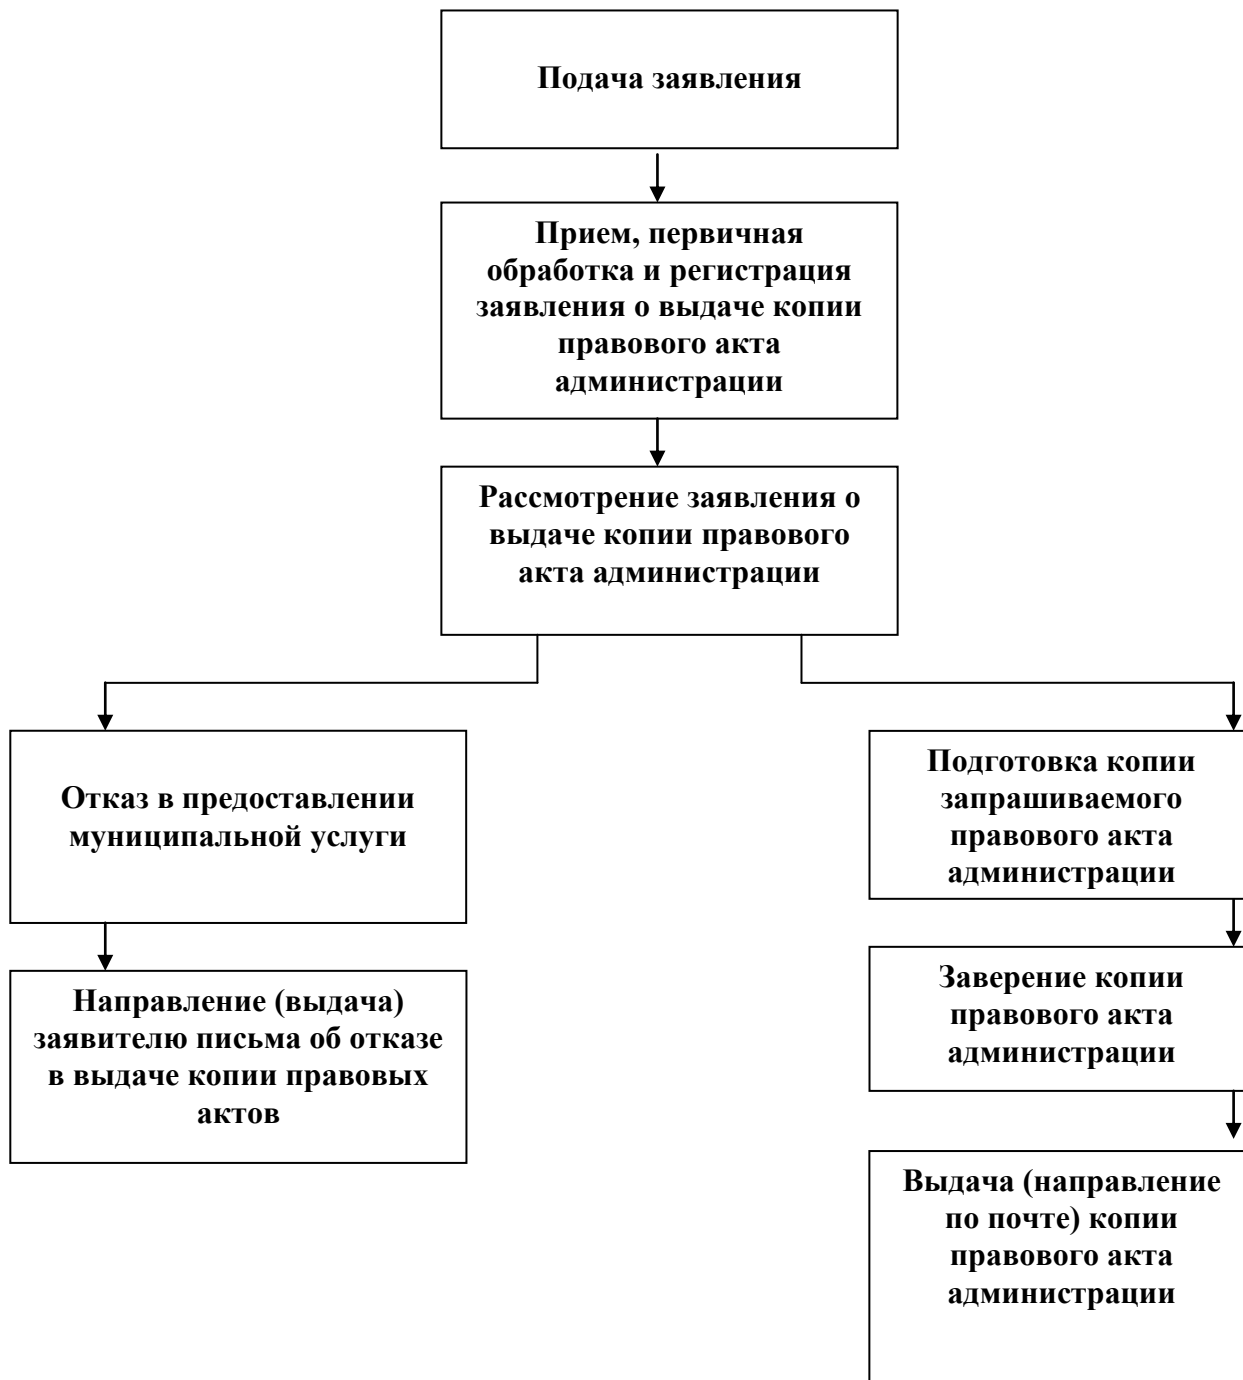 Подача заявления
Прием, первичная
обработка и регистрация
заявления о выдаче копии
правового акта
администрации
Рассмотрение заявления о
выдаче копии правового
акта администрации
Отказ в предоставлении
муниципальной услуги
Направление (выдача)
заявителю письма об отказе
в выдаче копии правовых
актов
Подготовка копии
запрашиваемого
правового акта
администрации
Заверение копии
правового акта
администрации
Выдача (направление
по почте) копии
правового акта
администрации